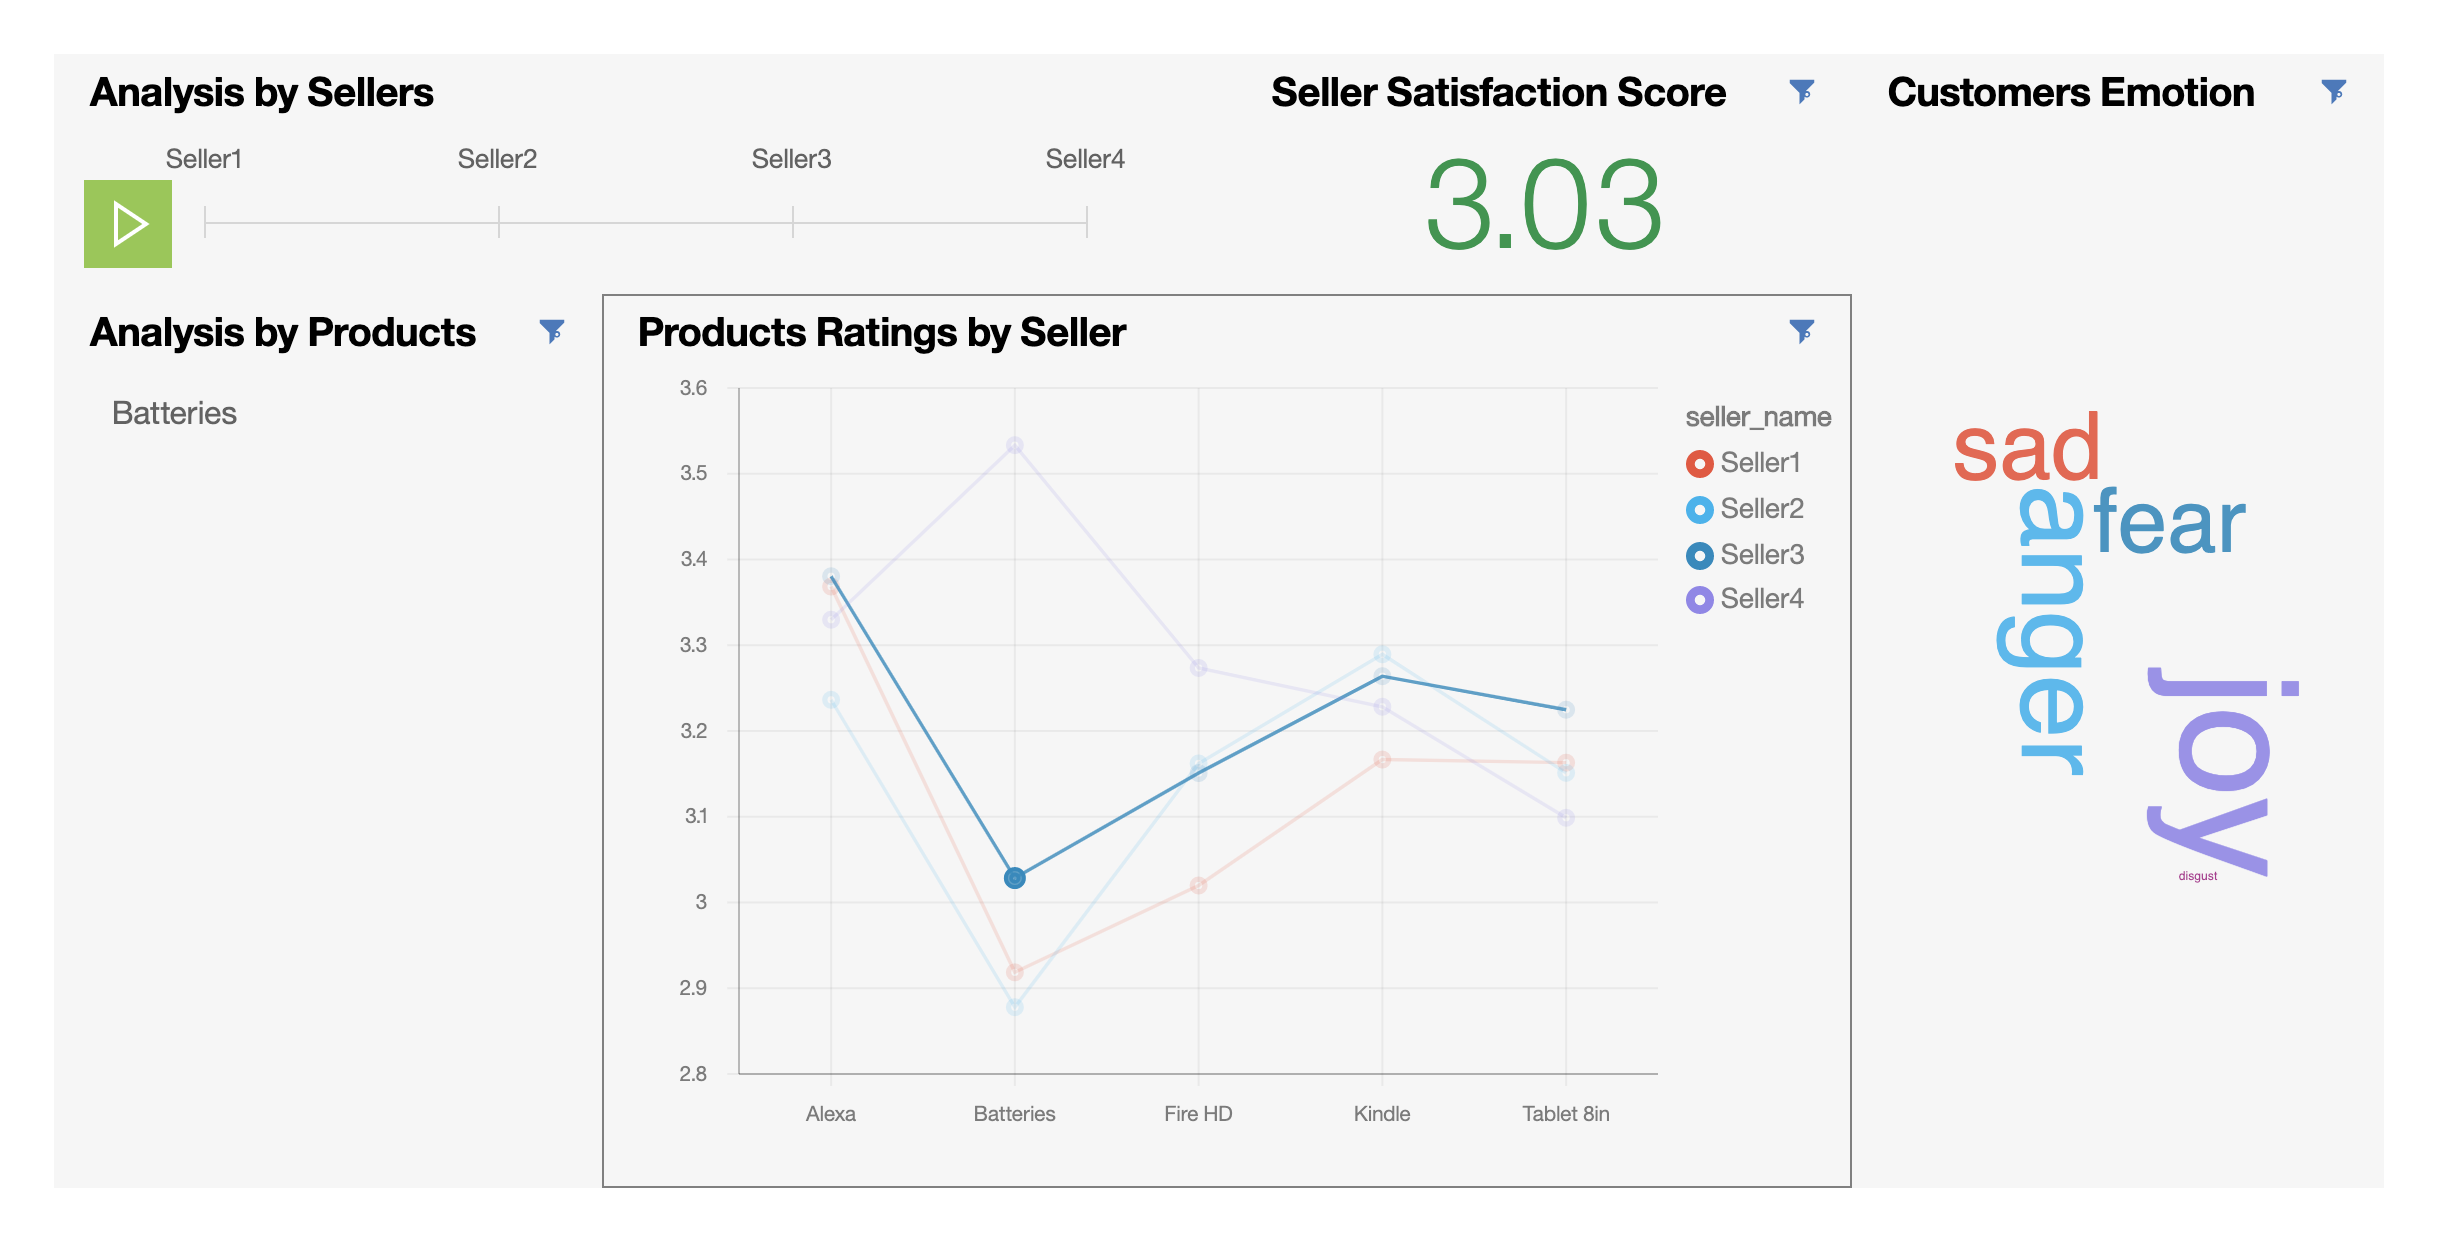 Analysis by Sellers
Seller1
Seller2
Seller3
Seller4
Seller Satisfaction Score
3.03
Customers Emotion
sad
anger
fear
joy
disgust
Analysis by Products
Batteries
Products Ratings by Seller
3.6
3.5
3.4
3.3
3.2
3.1
3
2.9
2.8
Alexa
Batteries
Fire HD
Kindle
Tablet 8in
seller_name
Seller1
Seller2
Seller3
Seller4